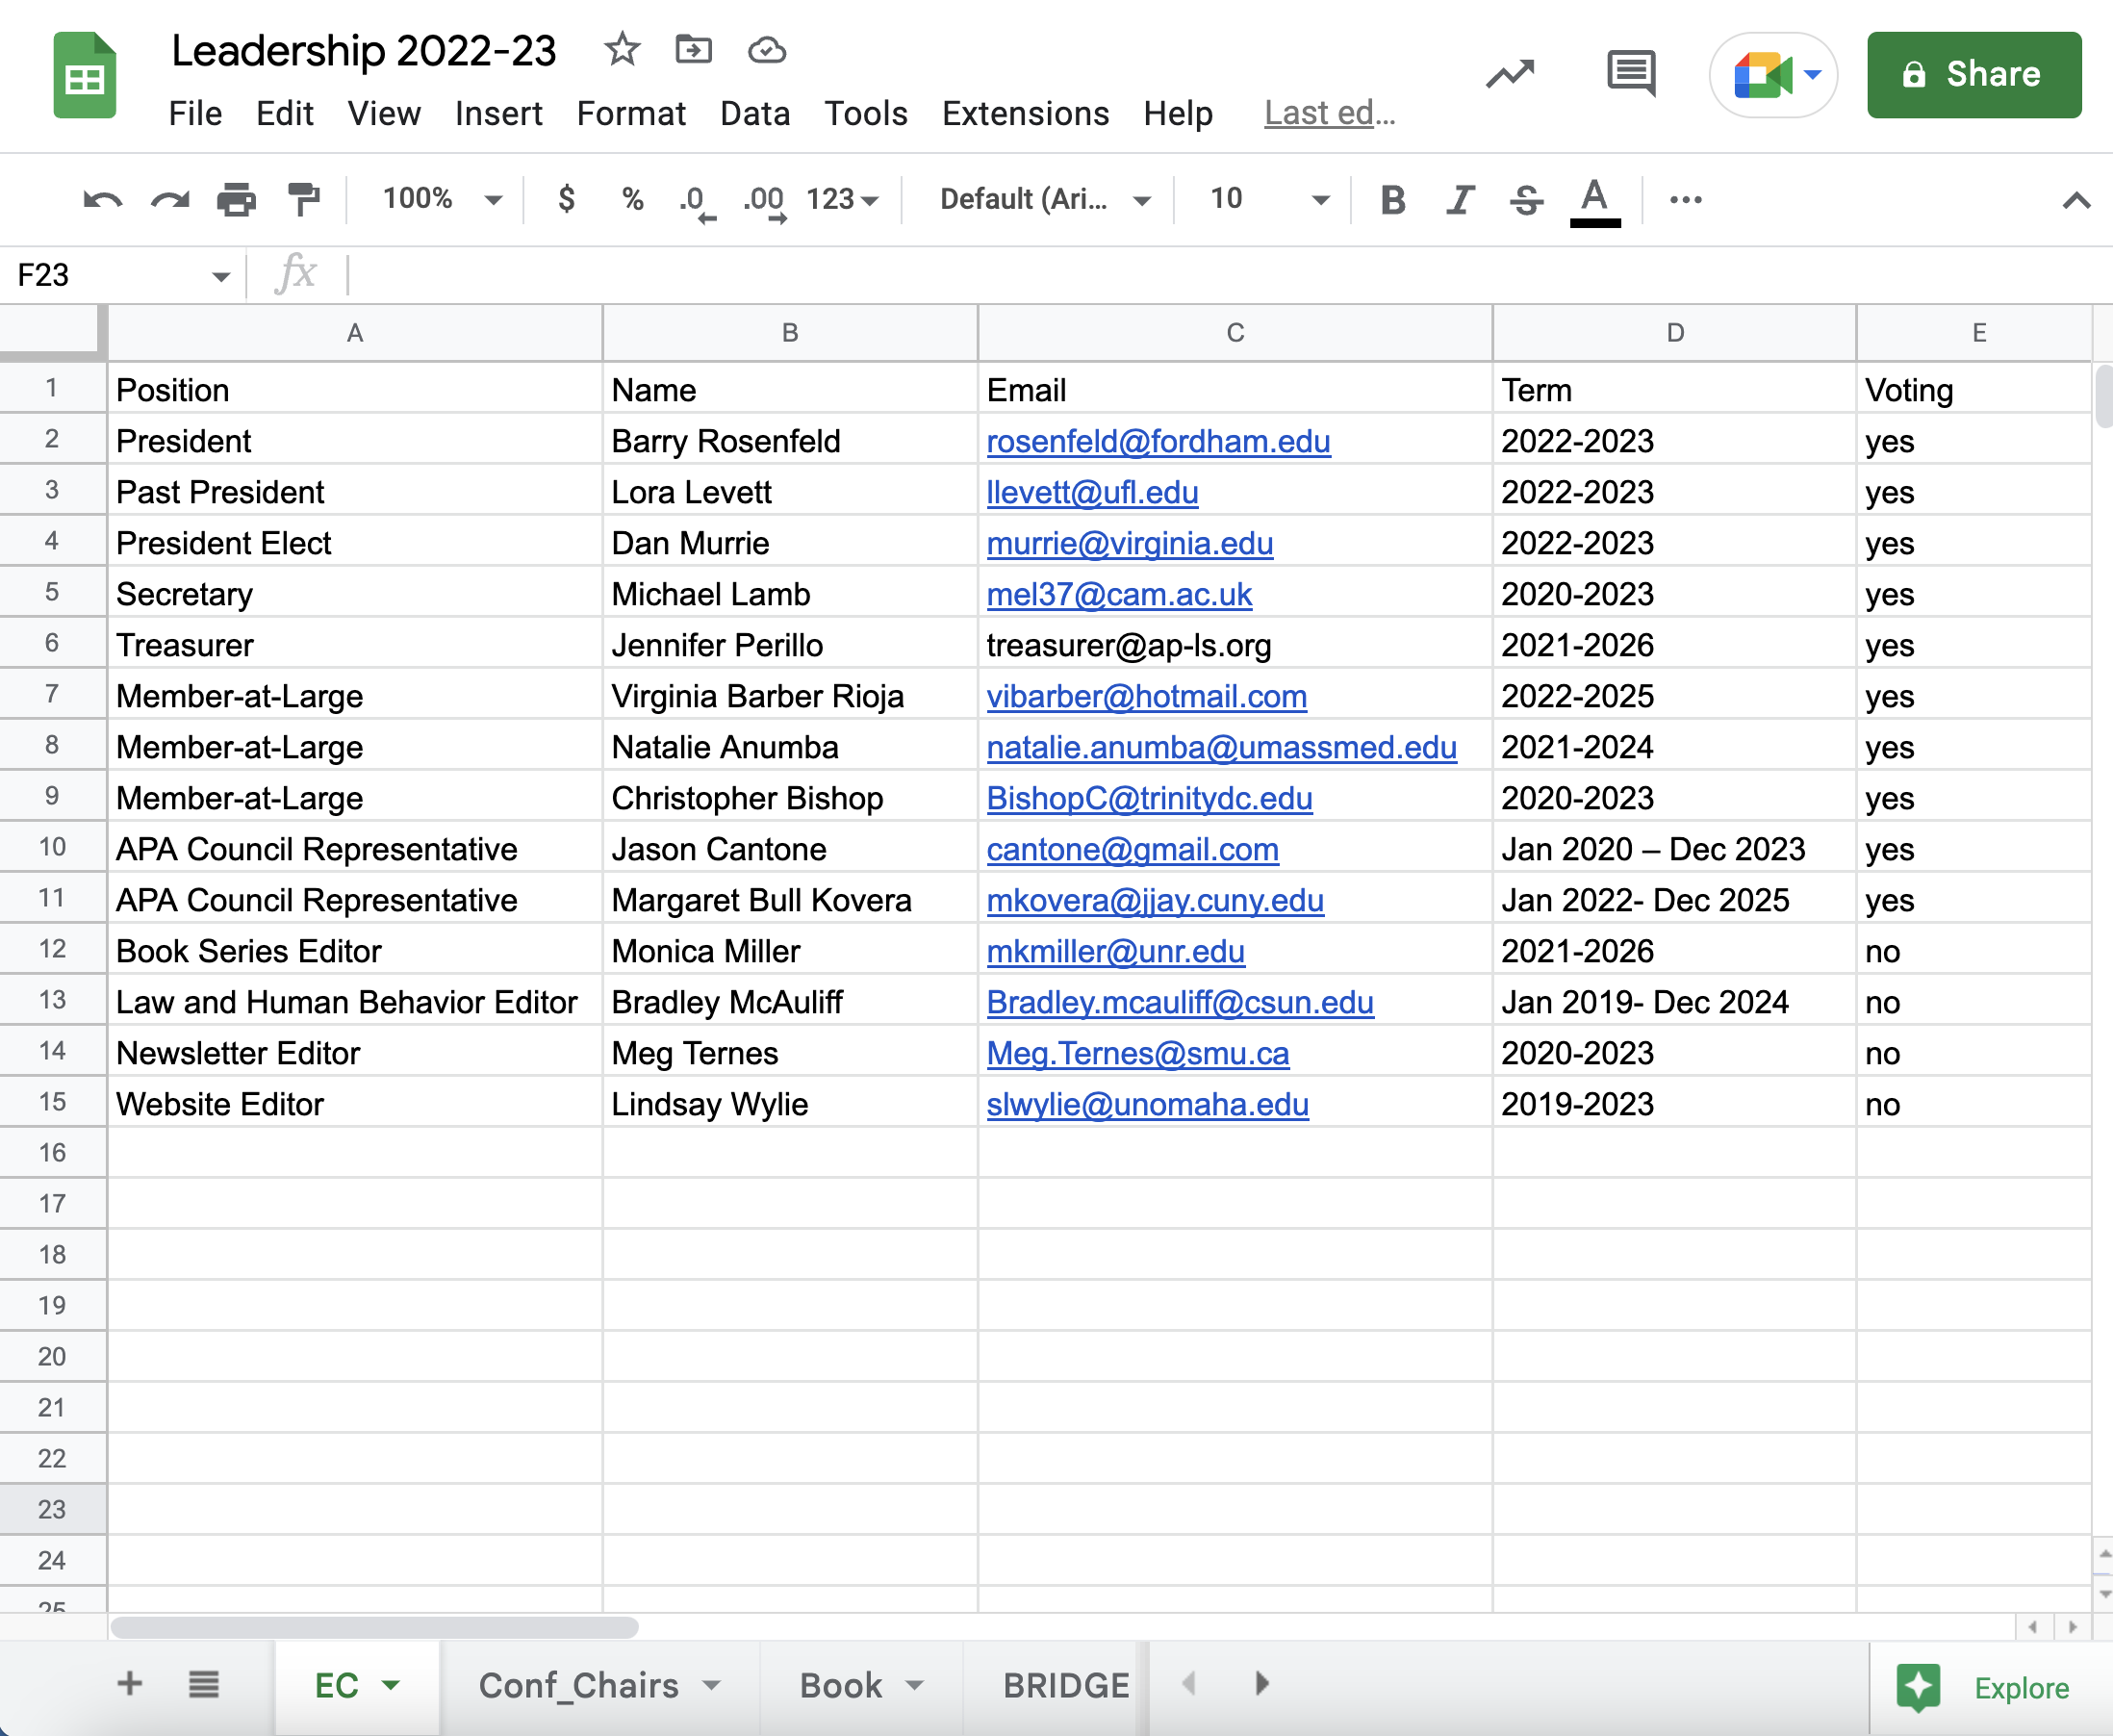 Leadership 2022-23
File Edit View Insert Format Data Tools Extensions Help Last ed...
Share
100% $ % .0 .00 123 Default (Ari... 10 B I S A
F23 fx
A B C D E
1 Position Name Email Term Voting
2 President Barry Rosenfeld rosenfeld@fordham.edu 2022-2023 yes
3 Past President Lora Levett llevett@ufl.edu 2022-2023 yes
4 President Elect Dan Murrie murrie@virginia.edu 2022-2023 yes
5 Secretary Michael Lamb mel37@cam.ac.uk 2020-2023 yes
6 Treasurer Jennifer Perillo treasurer@ap-ls.org 2021-2026 yes
7 Member-at-Large Virginia Barber Rioja vibarber@hotmail.com 2022-2025 yes
8 Member-at-Large Natalie Anumba natalie.anumba@umassmed.edu 2021-2024 yes
9 Member-at-Large Christopher Bishop BishopC@trinitydc.edu 2020-2023 yes
10 APA Council Representative Jason Cantone cantone@gmail.com Jan 2020 – Dec 2023 yes
11 APA Council Representative Margaret Bull Kovera mkovera@jjay.cuny.edu Jan 2022- Dec 2025 yes
12 Book Series Editor Monica Miller mkmiller@unr.edu 2021-2026 no
13 Law and Human Behavior Editor Bradley McAuliff Bradley.mcauliff@csun.edu Jan 2019- Dec 2024 no
14 Newsletter Editor Meg Ternes Meg.Ternes@smu.ca 2020-2023 no
15 Website Editor Lindsay Wylie slwylie@unomaha.edu 2019-2023 no
16
17
18
19
20
21
22
23
24
25
EC Conf_Chairs Book BRIDGE Explore